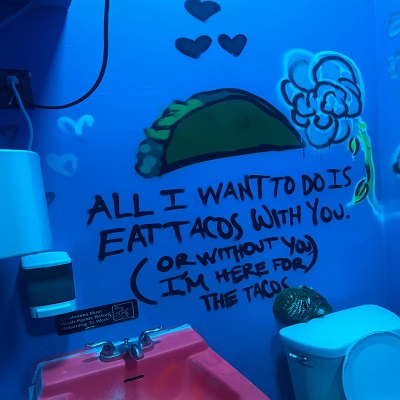 ALL I WANT TO DO IS
EAT TACOS WITH YOU.
(OR WITHOUT YOU
I'M HERE FOR)
THE TACOS
Employees Must
Wash Hands Before
Returning To Work